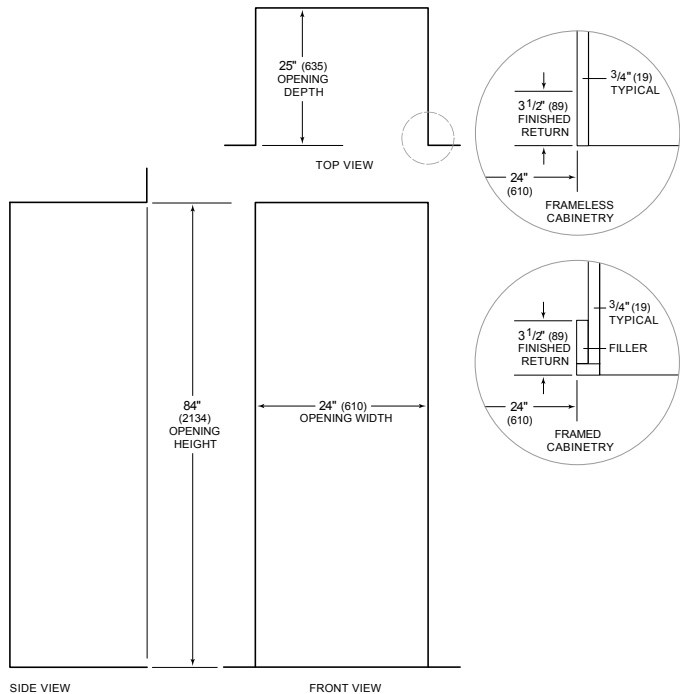 25" (635)
OPENING
DEPTH
TOP VIEW
3/4" (19)
TYPICAL
3 1/2" (89)
FINISHED
RETURN
24"
(610)
FRAMELESS
CABINETRY
3/4" (19)
TYPICAL
3 1/2" (89)
FINISHED
RETURN
FILLER
24"
(610)
FRAMED
CABINETRY
84"
(2134)
OPENING
HEIGHT
24" (610)
OPENING WIDTH
SIDE VIEW
FRONT VIEW